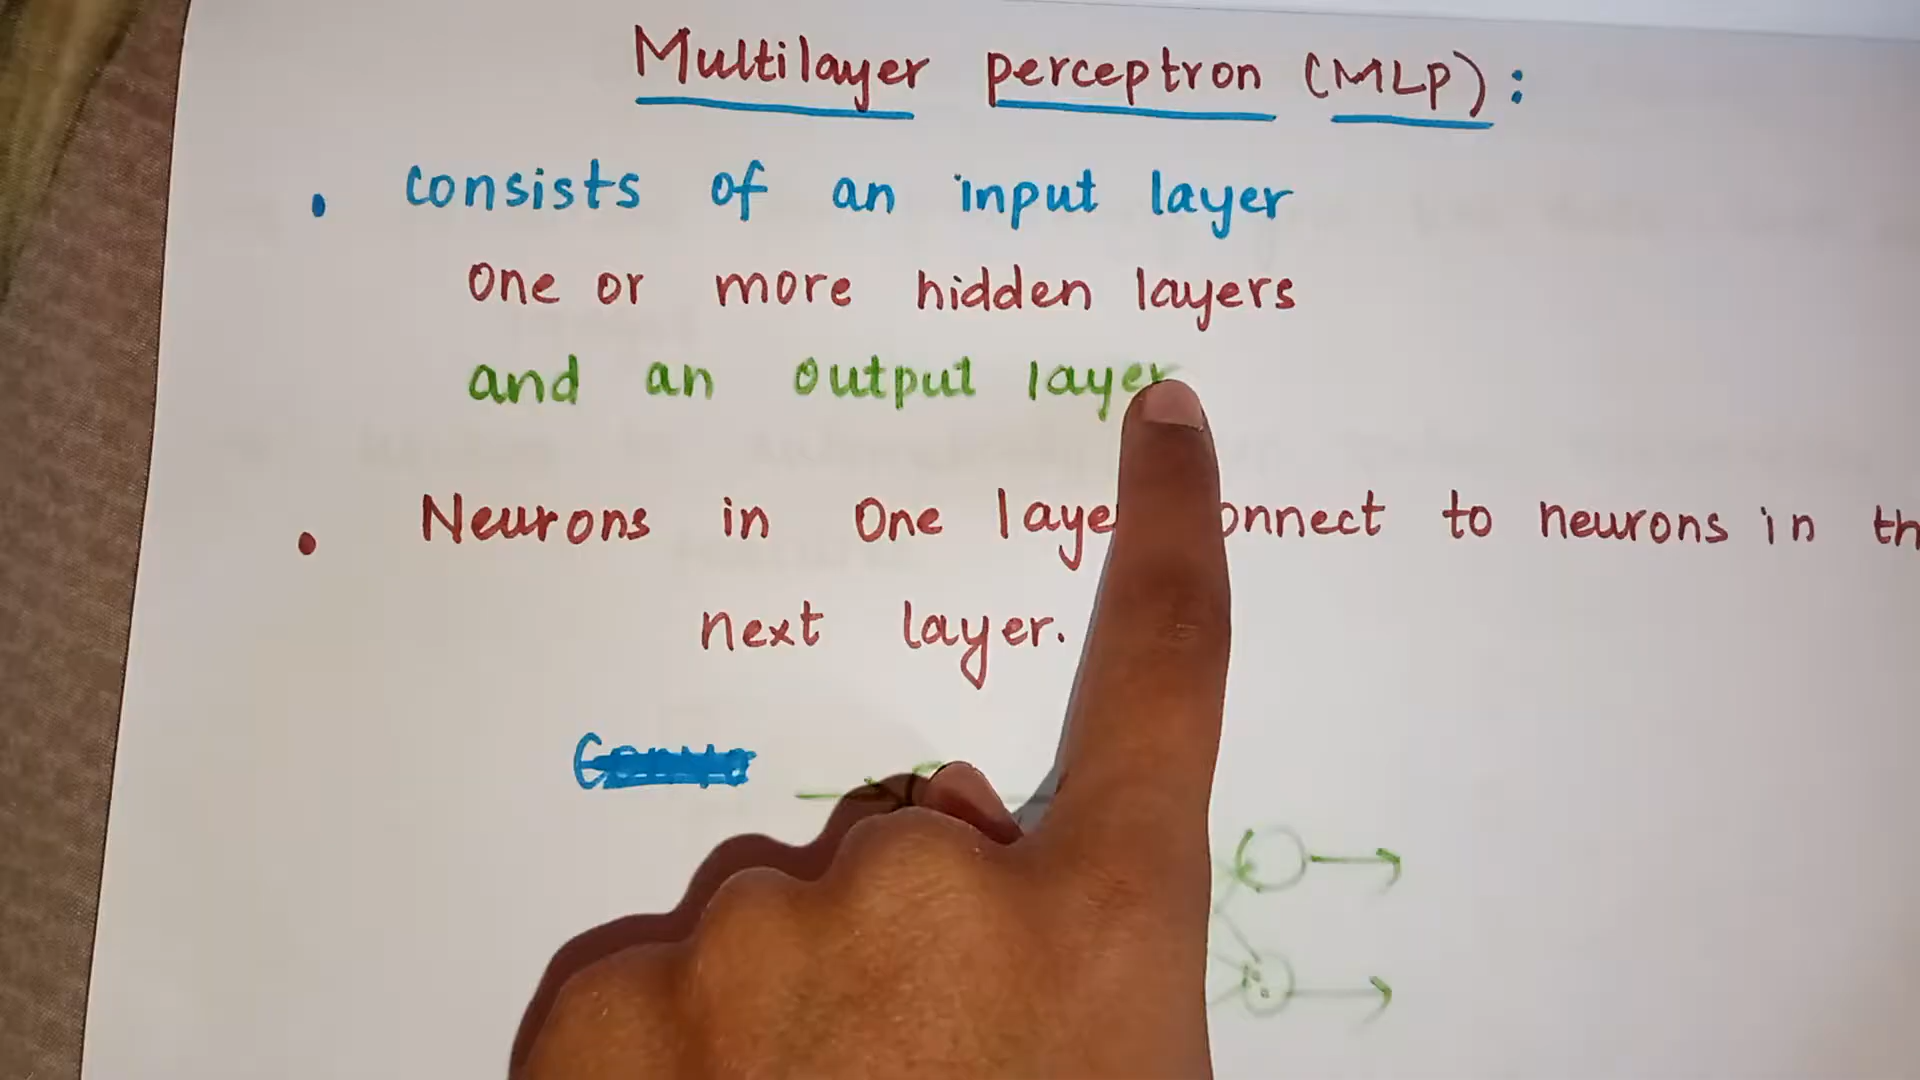 Multilayer perceptron (MLP):
• consists of an input layer
one or more hidden layers
and an output layer
• Neurons in One laye onnect to neurons in th
next layer.